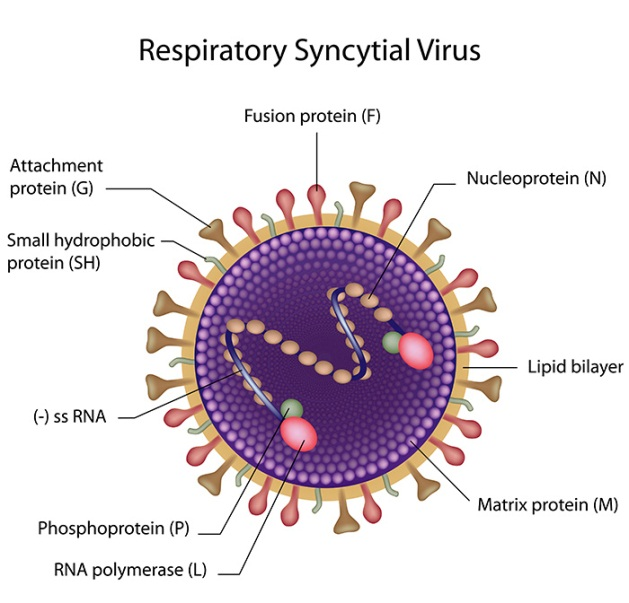 Respiratory Syncytial Virus
Fusion protein (F)
Attachment
protein (G)
Nucleoprotein (N)
Small hydrophobic
protein (SH)
Lipid bilayer
(-) ss RNA
Matrix protein (M)
Phosphoprotein (P)
RNA polymerase (L)